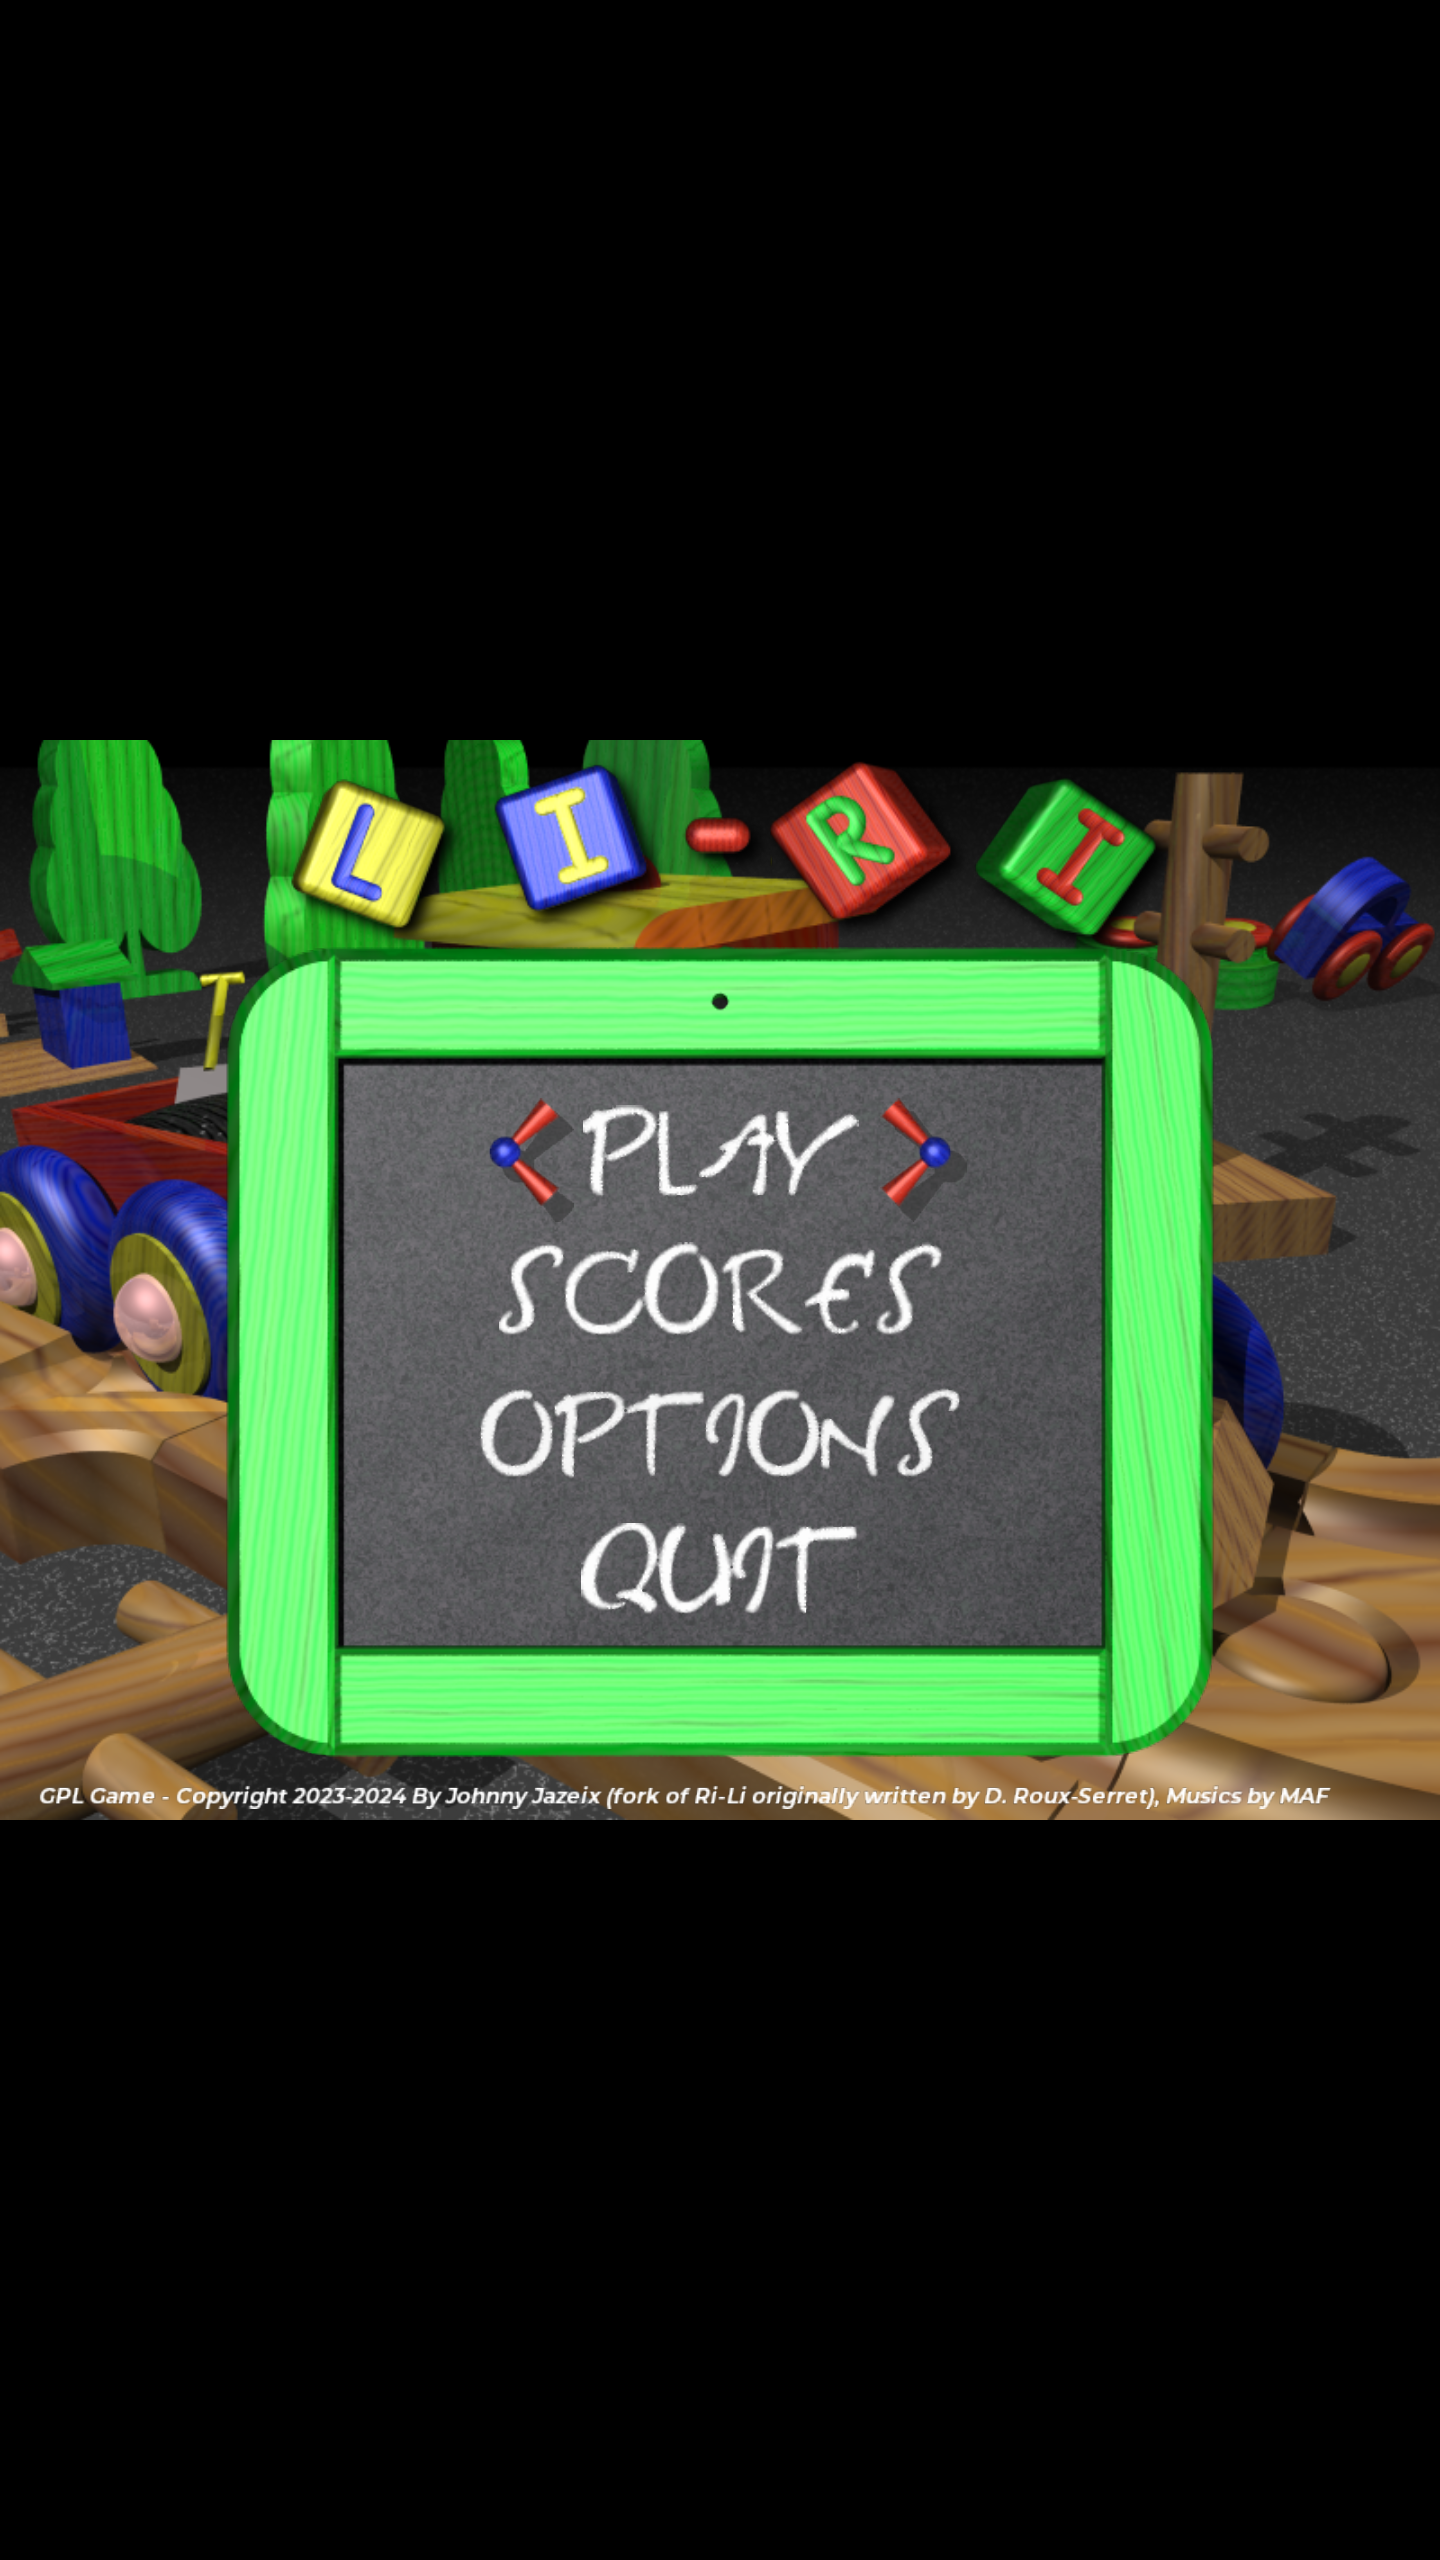 LI-RI
PLAY
SCORES
OPTIONS
QUIT
GPL Game - Copyright 2023-2024 By Johnny Jazeix (fork of Ri-Li originally written by D. Roux-Serret), Musics by MAF